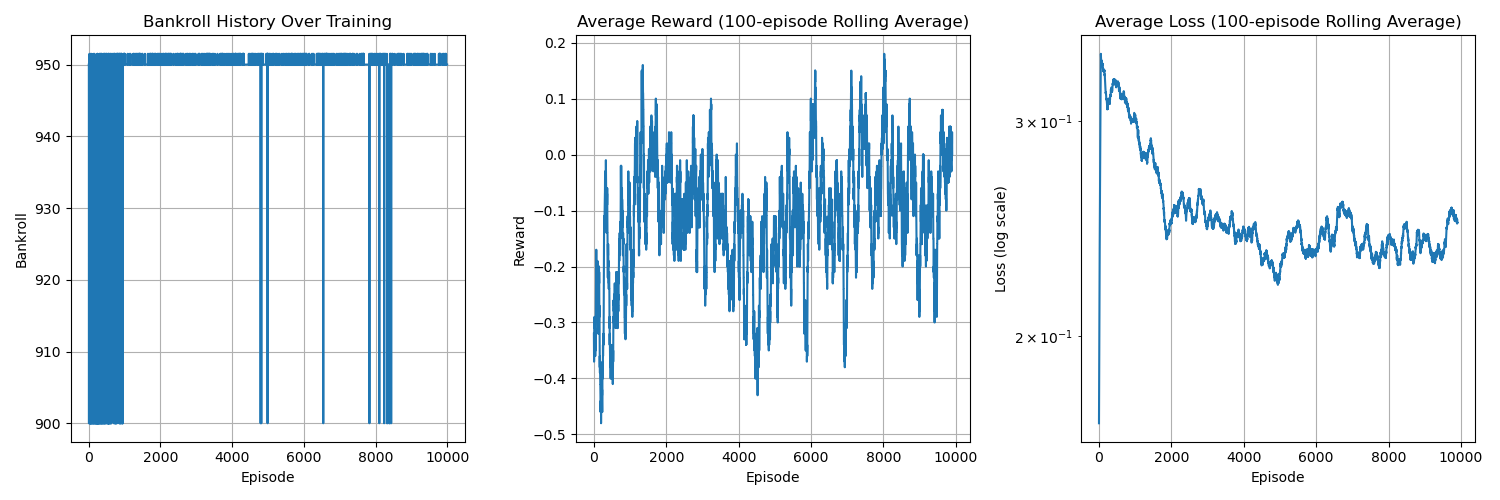 Bankroll History Over Training
950
940
930
920
910
900
Bankroll
0 2000 4000 6000 8000 10000
Episode
Average Reward (100-episode Rolling Average)
0.2
0.1
0.0
−0.1
−0.2
−0.3
−0.4
−0.5
Reward
0 2000 4000 6000 8000 10000
Episode
Average Loss (100-episode Rolling Average)
3 × 10⁻¹
2 × 10⁻¹
Loss (log scale)
0 2000 4000 6000 8000 10000
Episode